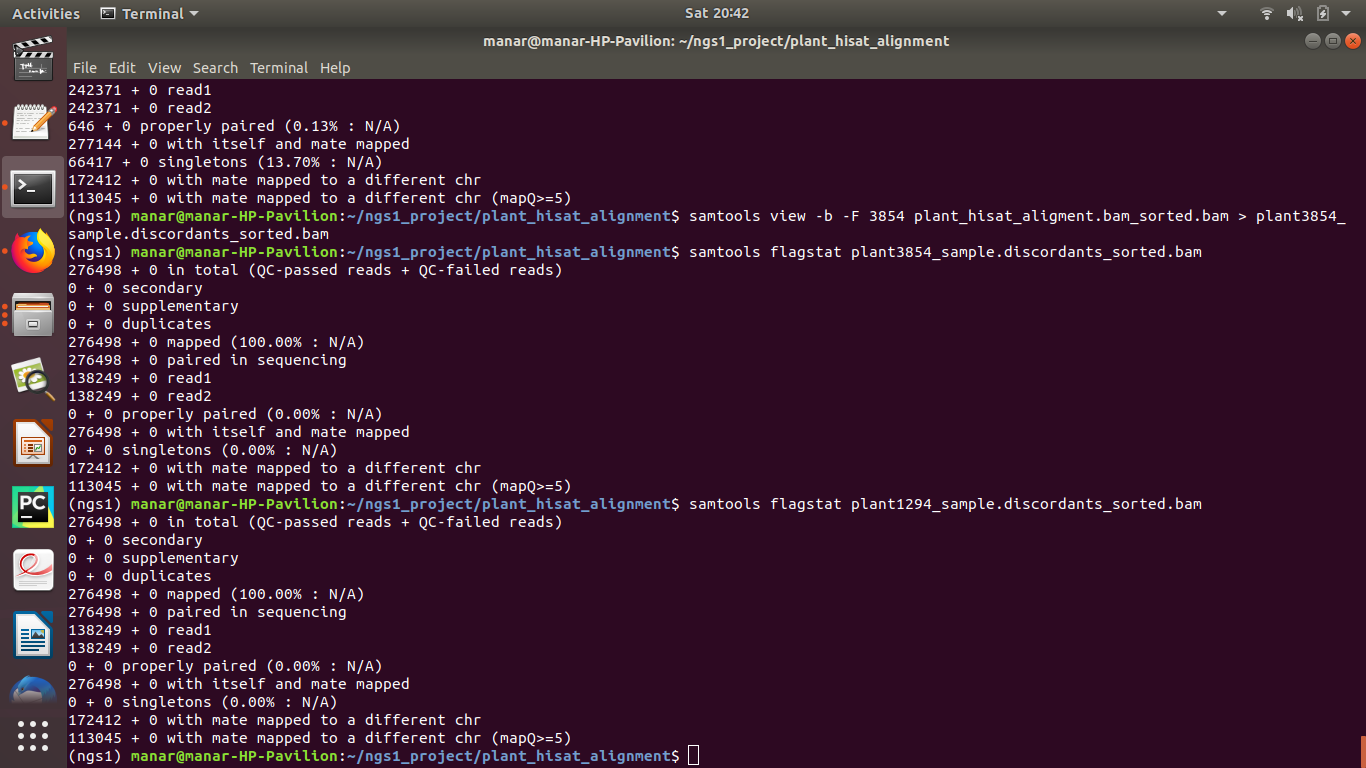 Activities Terminal Sat 20:42
manar@manar-HP-Pavilion: ~/ngs1_project/plant_hisat_alignment
File Edit View Search Terminal Help
242371 + 0 read1
242371 + 0 read2
646 + 0 properly paired (0.13% : N/A)
277144 + 0 with itself and mate mapped
66417 + 0 singletons (13.70% : N/A)
172412 + 0 with mate mapped to a different chr
113045 + 0 with mate mapped to a different chr (mapQ>=5)
(ngs1) manar@manar-HP-Pavilion:~/ngs1_project/plant_hisat_alignment$ samtools view -b -F 3854 plant_hisat_aligment.bam_sorted.bam > plant3854_
sample.discordants_sorted.bam
(ngs1) manar@manar-HP-Pavilion:~/ngs1_project/plant_hisat_alignment$ samtools flagstat plant3854_sample.discordants_sorted.bam
276498 + 0 in total (QC-passed reads + QC-failed reads)
0 + 0 secondary
0 + 0 supplementary
0 + 0 duplicates
276498 + 0 mapped (100.00% : N/A)
276498 + 0 paired in sequencing
138249 + 0 read1
138249 + 0 read2
0 + 0 properly paired (0.00% : N/A)
276498 + 0 with itself and mate mapped
0 + 0 singletons (0.00% : N/A)
172412 + 0 with mate mapped to a different chr
113045 + 0 with mate mapped to a different chr (mapQ>=5)
(ngs1) manar@manar-HP-Pavilion:~/ngs1_project/plant_hisat_alignment$ samtools flagstat plant1294_sample.discordants_sorted.bam
276498 + 0 in total (QC-passed reads + QC-failed reads)
0 + 0 secondary
0 + 0 supplementary
0 + 0 duplicates
276498 + 0 mapped (100.00% : N/A)
276498 + 0 paired in sequencing
138249 + 0 read1
138249 + 0 read2
0 + 0 properly paired (0.00% : N/A)
276498 + 0 with itself and mate mapped
0 + 0 singletons (0.00% : N/A)
172412 + 0 with mate mapped to a different chr
113045 + 0 with mate mapped to a different chr (mapQ>=5)
(ngs1) manar@manar-HP-Pavilion:~/ngs1_project/plant_hisat_alignment$
PC